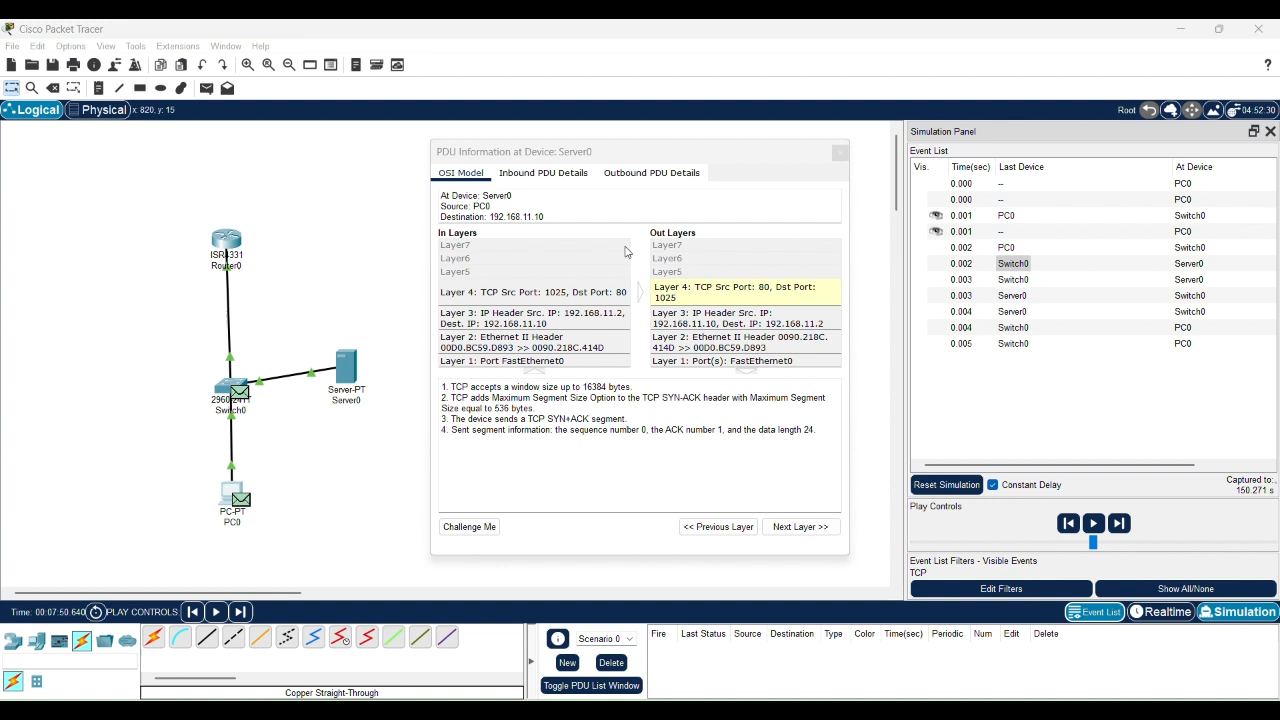 Cisco Packet Tracer
File Edit Options View Tools Extensions Window Help
Logical Physical x: 820, y: 15 Root 04:52:30
PDU Information at Device: Server0
OSI Model Inbound PDU Details Outbound PDU Details
At Device: Server0
Source: PC0
Destination: 192.168.11.10
In Layers Out Layers
Layer7 Layer7
Layer6 Layer6
Layer5 Layer5
Layer 4: TCP Src Port: 1025, Dst Port: 80
Layer 4: TCP Src Port: 80, Dst Port:
1025
Layer 3: IP Header Src. IP: 192.168.11.2,
Dest. IP: 192.168.11.10
Layer 3: IP Header Src. IP:
192.168.11.10, Dest. IP: 192.168.11.2
Layer 2: Ethernet II Header
00D0.BC59.D893 >> 0090.218C.414D
Layer 2: Ethernet II Header 0090.218C.
414D >> 00D0.BC59.D893
Layer 1: Port FastEthernet0
Layer 1: Port(s): FastEthernet0
1. TCP accepts a window size up to 16384 bytes.
2. TCP adds Maximum Segment Size Option to the TCP SYN-ACK header with Maximum Segment
Size equal to 536 bytes.
3. The device sends a TCP SYN+ACK segment.
4. Sent segment information: the sequence number 0, the ACK number 1, and the data length 24.
Challenge Me << Previous Layer Next Layer >>
Router0
Server-PT
Server0
Switch0
PC-PT
PC0
Simulation Panel
Event List
Vis. Time(sec) Last Device At Device
0.000 -- PC0
0.000 -- PC0
0.001 PC0 Switch0
0.001 -- PC0
0.002 PC0 Switch0
0.002 Switch0 Server0
0.003 Switch0 Server0
0.003 Server0 Switch0
0.004 Server0 Switch0
0.004 Switch0 PC0
0.005 Switch0 PC0
Reset Simulation Constant Delay Captured to:
150.271 s
Play Controls
Event List Filters - Visible Events
TCP
Edit Filters Show All/None
Time: 00:07:50.640 PLAY CONTROLS Event List Realtime Simulation
Scenario 0
New Delete
Toggle PDU List Window
Fire Last Status Source Destination Type Color Time(sec) Periodic Num Edit Delete
Copper Straight-Through